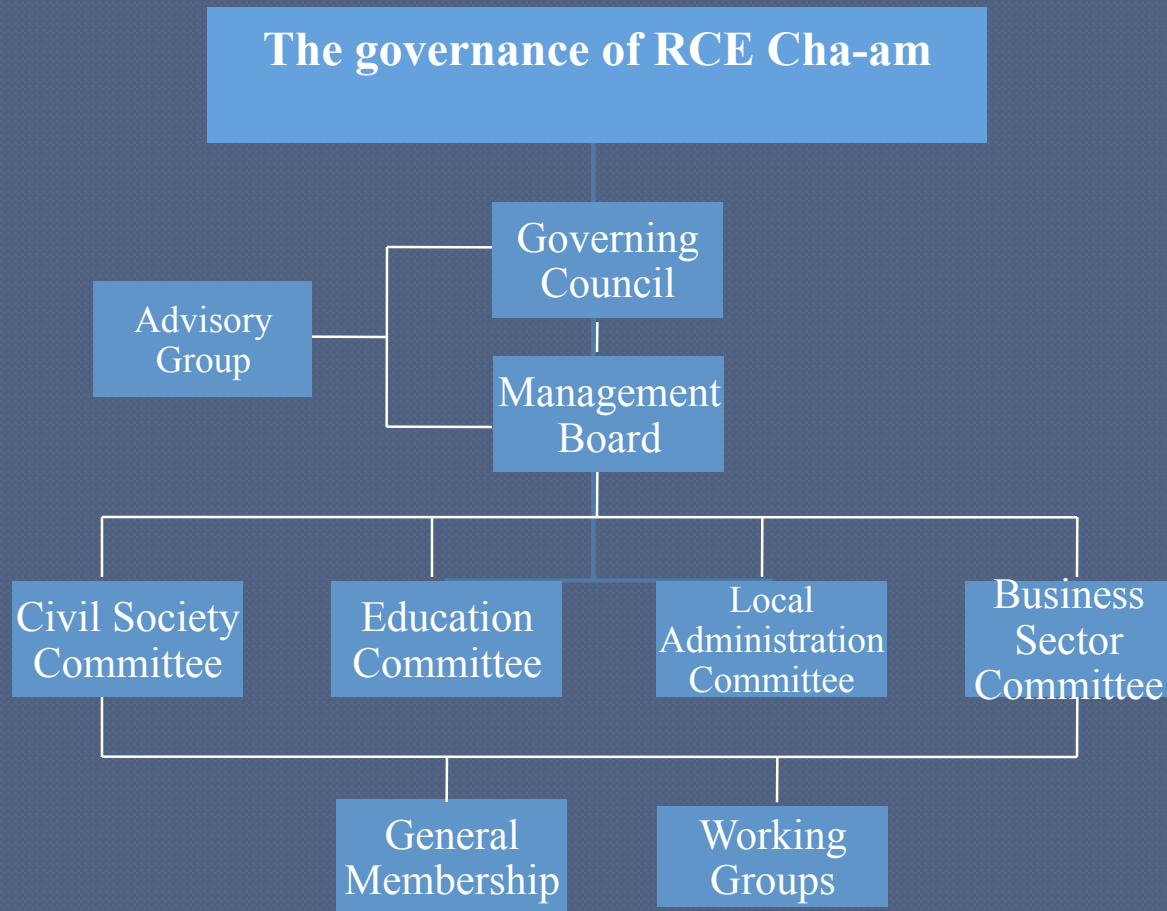 The governance of RCE Cha-am
Governing
Council
Advisory
Group
Management
Board
Civil Society
Committee
Education
Committee
Local
Administration
Committee
Business
Sector
Committee
General
Membership
Working
Groups